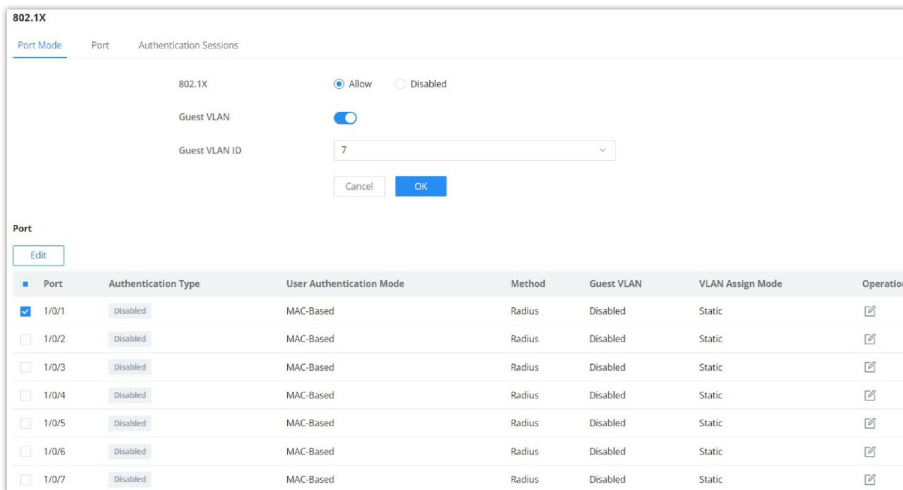 802.1X
Port Mode Port Authentication Sessions
802.1X Allow Disabled
Guest VLAN
Guest VLAN ID 7
Cancel OK
Port
Edit
Port Authentication Type User Authentication Mode Method Guest VLAN VLAN Assign Mode Operatio
1/0/1 Disabled MAC-Based Radius Disabled Static
1/0/2 Disabled MAC-Based Radius Disabled Static
1/0/3 Disabled MAC-Based Radius Disabled Static
1/0/4 Disabled MAC-Based Radius Disabled Static
1/0/5 Disabled MAC-Based Radius Disabled Static
1/0/6 Disabled MAC-Based Radius Disabled Static
1/0/7 Disabled MAC-Based Radius Disabled Static